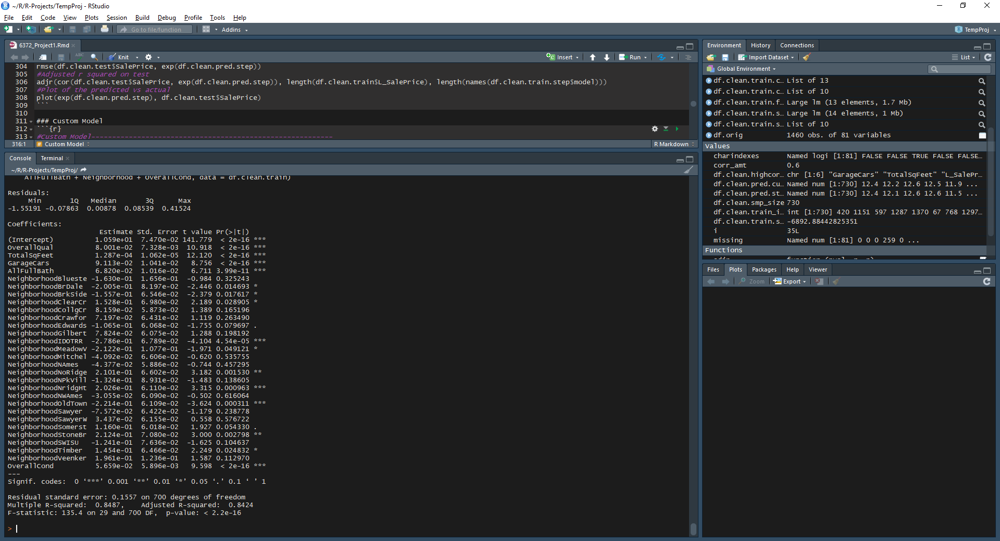 ~/R/R-Projects/TempProj - RStudio
File Edit Code View Plots Session Build Debug Profile Tools Help
Go to file/function Addins TempProj
6372_Project1.Rmd
ABC Knit Insert Run
304 rmse(df.clean.test$SalePrice, exp(df.clean.pred.step))
305 #Adjusted r squared on test
306 adjr(cor(df.clean.test$SalePrice, exp(df.clean.pred.step)), length(df.clean.train$L_SalePrice), length(names(df.clean.train.step$model)))
307 #Plot of the predicted vs actual
308 plot(exp(df.clean.pred.step), df.clean.test$SalePrice)
309 ```
310
311 ### Custom Model
312 ```{r}
313 #Custom Model----------------------------------------------------------
316:1 # Custom Model R Markdown
Console Terminal
~/R/R-Projects/TempProj/
AllFullBath + Neighborhood + OverallCond, data = df.clean.train)
Residuals:
Min 1Q Median 3Q Max
-1.55191 -0.07863 0.00878 0.08539 0.41524
Coefficients:
Estimate Std. Error t value Pr(>|t|)
(Intercept) 1.059e+01 7.470e-02 141.779 < 2e-16 ***
OverallQual 8.001e-02 7.328e-03 10.918 < 2e-16 ***
TotalSqFeet 1.287e-04 1.062e-05 12.120 < 2e-16 ***
GarageCars 9.113e-02 1.041e-02 8.756 < 2e-16 ***
AllFullBath 6.820e-02 1.016e-02 6.711 3.99e-11 ***
NeighborhoodBlueste -1.630e-01 1.656e-01 -0.984 0.325243
NeighborhoodBrDale -2.005e-01 8.197e-02 -2.446 0.014693 *
NeighborhoodBrkSide -1.557e-01 6.546e-02 -2.379 0.017617 *
NeighborhoodClearCr 1.528e-01 6.980e-02 2.189 0.028905 *
NeighborhoodCollgCr 8.159e-02 5.873e-02 1.389 0.165196
NeighborhoodCrawfor 7.197e-02 6.431e-02 1.119 0.263490
NeighborhoodEdwards -1.065e-01 6.068e-02 -1.755 0.079697 .
NeighborhoodGilbert 7.824e-02 6.075e-02 1.288 0.198192
NeighborhoodIDOTRR -2.786e-01 6.789e-02 -4.104 4.54e-05 ***
NeighborhoodMeadowV -2.122e-01 1.077e-01 -1.971 0.049121 *
NeighborhoodMitchel -4.092e-02 6.606e-02 -0.620 0.535755
NeighborhoodNAmes -4.377e-02 5.886e-02 -0.744 0.457295
NeighborhoodNoRidge 2.101e-01 6.602e-02 3.182 0.001530 **
NeighborhoodNPkVill -1.324e-01 8.931e-02 -1.483 0.138605
NeighborhoodNridgHt 2.026e-01 6.110e-02 3.315 0.000963 ***
NeighborhoodNWAmes -3.055e-02 6.090e-02 -0.502 0.616064
NeighborhoodOldTown -2.214e-01 6.109e-02 -3.624 0.000311 ***
NeighborhoodSawyer -7.572e-02 6.422e-02 -1.179 0.238778
NeighborhoodSawyerW 3.437e-02 6.155e-02 0.558 0.576722
NeighborhoodSomerst 1.160e-01 6.018e-02 1.927 0.054330 .
NeighborhoodStoneBr 2.124e-01 7.080e-02 3.000 0.002798 **
NeighborhoodSWISU -1.241e-01 7.636e-02 -1.625 0.104637
NeighborhoodTimber 1.454e-01 6.466e-02 2.249 0.024832 *
NeighborhoodVeenker 1.961e-01 1.236e-01 1.587 0.112970
OverallCond 5.659e-02 5.896e-03 9.598 < 2e-16 ***
---
Signif. codes: 0 ‘***’ 0.001 ‘**’ 0.01 ‘*’ 0.05 ‘.’ 0.1 ‘ ’ 1
Residual standard error: 0.1557 on 700 degrees of freedom
Multiple R-squared: 0.8487, Adjusted R-squared: 0.8424
F-statistic: 135.4 on 29 and 700 DF, p-value: < 2.2e-16
>
Environment History Connections
Import Dataset List
Global Environment
df.clean.train.c… List of 13
df.clean.train.c… List of 10
df.clean.train.f… Large lm (13 elements, 1.7 Mb)
df.clean.train.s… Large lm (14 elements, 1 Mb)
df.clean.train.s… List of 10
df.orig 1460 obs. of 81 variables
Values
charindexes Named logi [1:81] FALSE FALSE TRUE FALSE FALSE…
corr_amt 0.6
df.clean.highcor… chr [1:6] "GarageCars" "TotalSqFeet" "L_SalePr…
df.clean.pred.cu… Named num [1:730] 12.4 12.2 12.6 12.5 11.9 ...
df.clean.pred.st… Named num [1:730] 12.4 12.1 12.6 12.6 11.5 ...
df.clean.smp_size 730
df.clean.train_i… int [1:730] 420 1151 597 1287 1370 67 768 1297…
df.clean.train.s… -6892.88442825351
i 35L
missing Named num [1:81] 0 0 0 259 0 ...
Functions
Files Plots Packages Help Viewer
Zoom Export